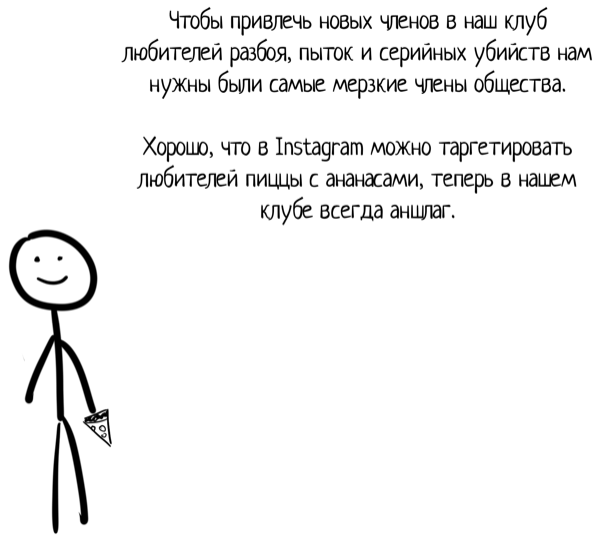 Чтобы привлечь новых членов в наш клуб
любителей разбоя, пыток и серийных убийств нам
нужны были самые мерзкие члены общества.
Хорошо, что в Instagram можно таргетировать
любителей пиццы с ананасами, теперь в нашем
клубе всегда аншлаг.